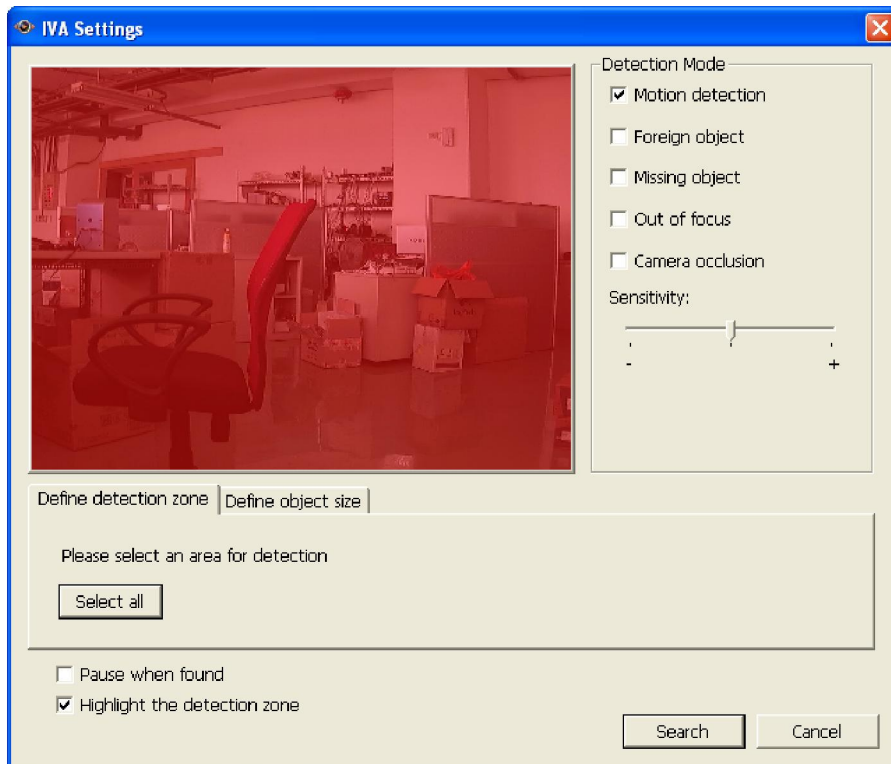 IVA Settings
Detection Mode
Motion detection
Foreign object
Missing object
Out of focus
Camera occlusion
Sensitivity:
- +
Define detection zone
Define object size
Please select an area for detection
Select all
Pause when found
Highlight the detection zone
Search
Cancel